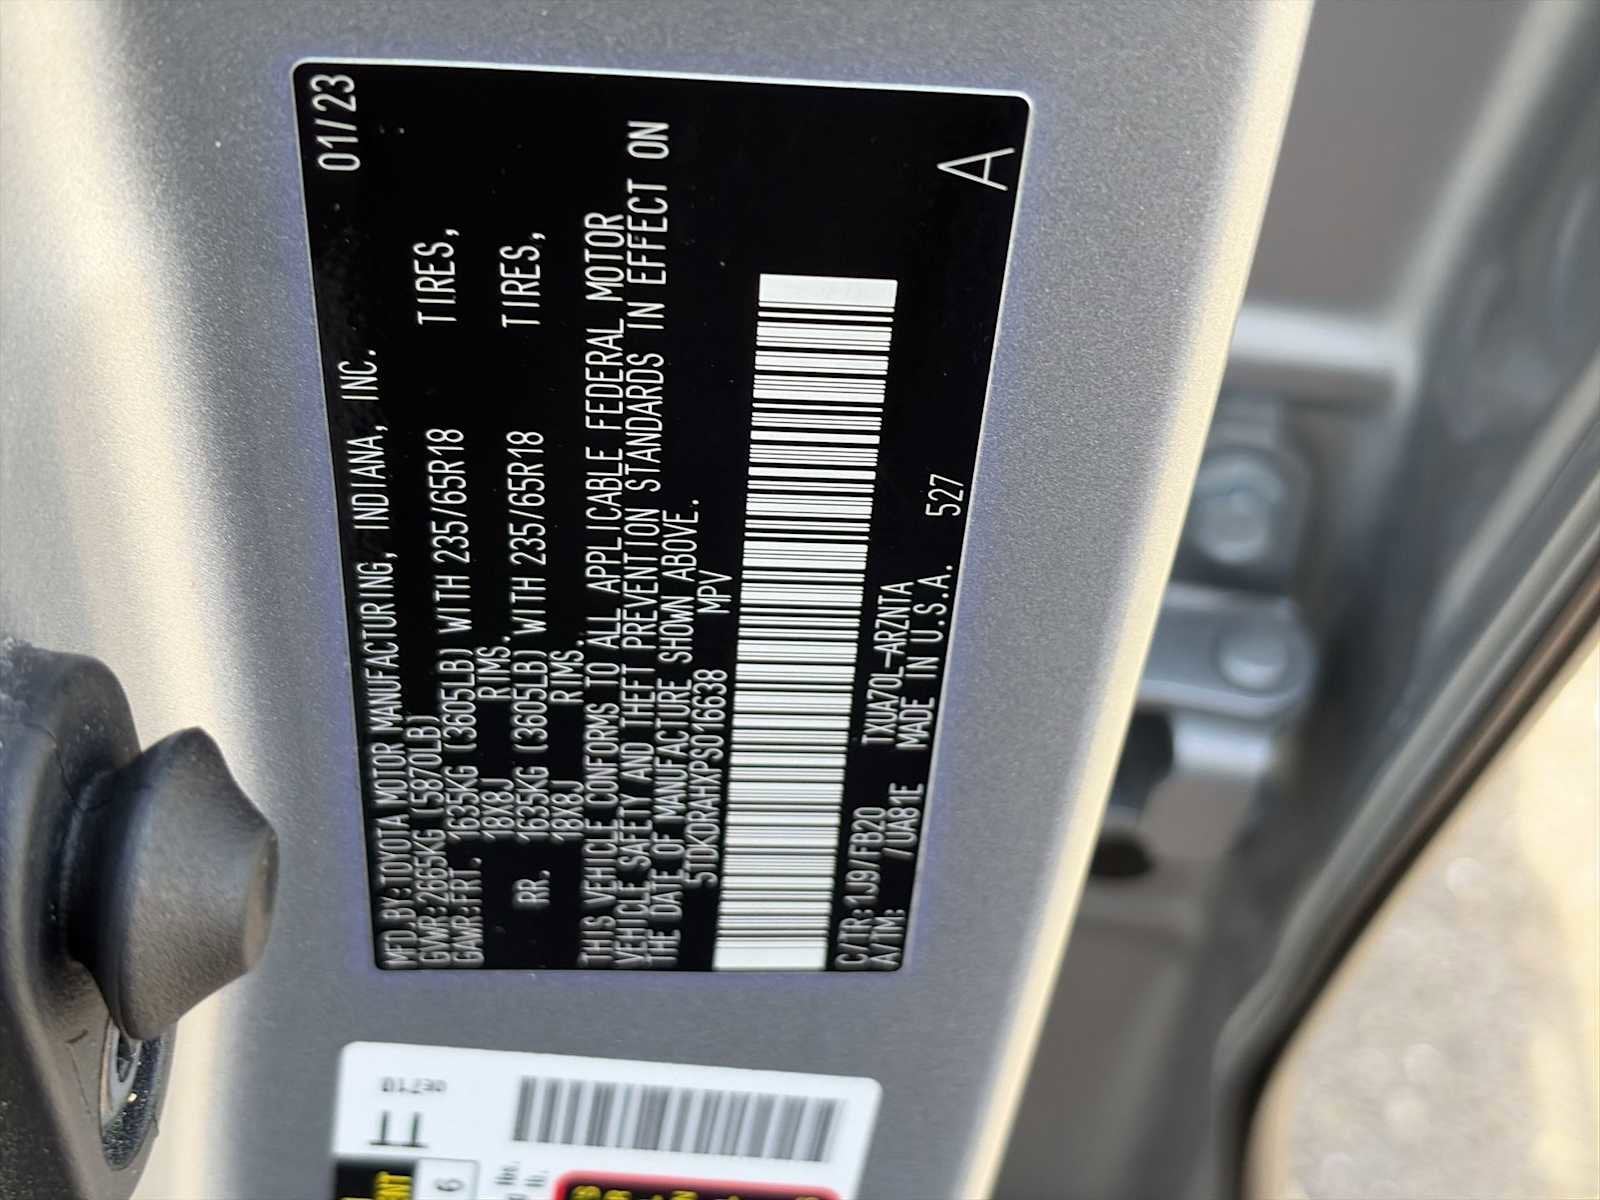 01/23
MFD.BY:TOYOTA MOTOR MANUFACTURING, INDIANA, INC.
GVWR:2665KG (5870LB)
GAWR:FRT. 1635KG (3605LB) WITH 235/65R18 TIRES,
18X8J RIMS.
RR. 1635KG (3605LB) WITH 235/65R18 TIRES,
18X8J RIMS.
THIS VEHICLE CONFORMS TO ALL APPLICABLE FEDERAL MOTOR
VEHICLE SAFETY AND THEFT PREVENTION STANDARDS IN EFFECT ON
THE DATE OF MANUFACTURE SHOWN ABOVE.
5TDKDRAHXPS016638 MPV
C/TR:1J9/FB20 TXUA70L-ARZNTA
A/TM: /UA81E MADE IN U.S.A. 527
A
6